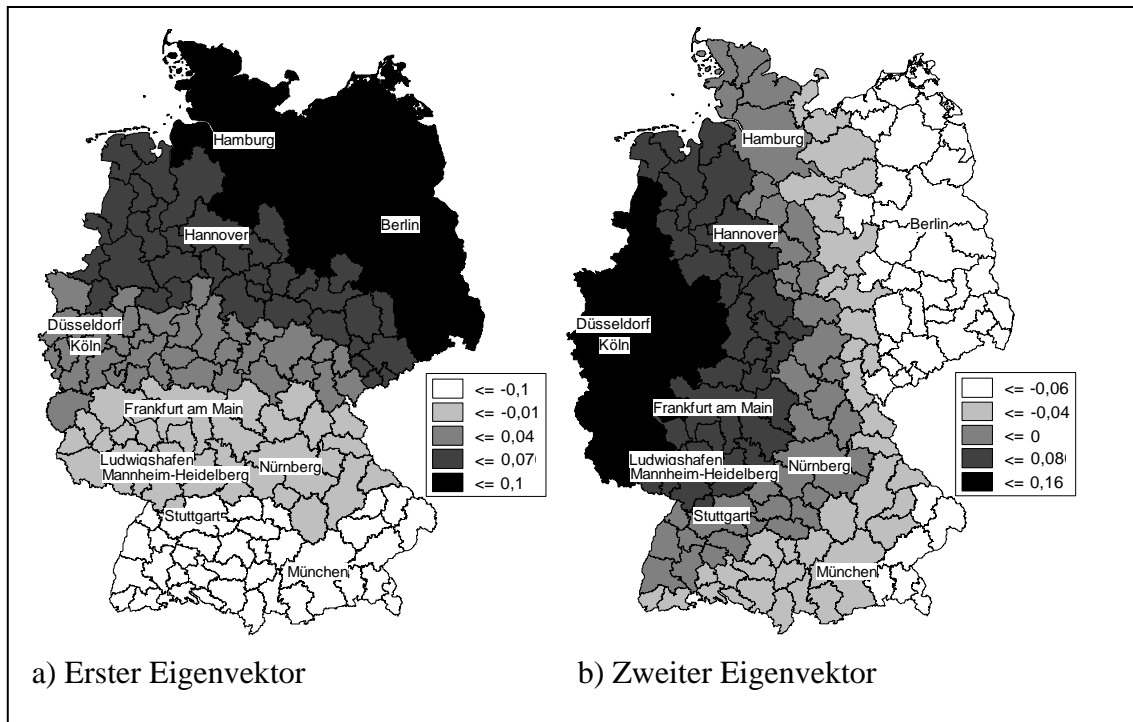 Hamburg
Berlin
Hannover
Düsseldorf
Köln
Frankfurt am Main
Ludwigshafen
Mannheim-Heidelberg
Nürnberg
Stuttgart
München
<= -0,1
<= -0,01
<= 0,04
<= 0,07
<= 0,1
a) Erster Eigenvektor
Hamburg
Berlin
Hannover
Düsseldorf
Köln
Frankfurt am Main
Ludwigshafen
Mannheim-Heidelberg
Nürnberg
Stuttgart
München
<= -0,06
<= -0,04
<= 0
<= 0,08
<= 0,16
b) Zweiter Eigenvektor